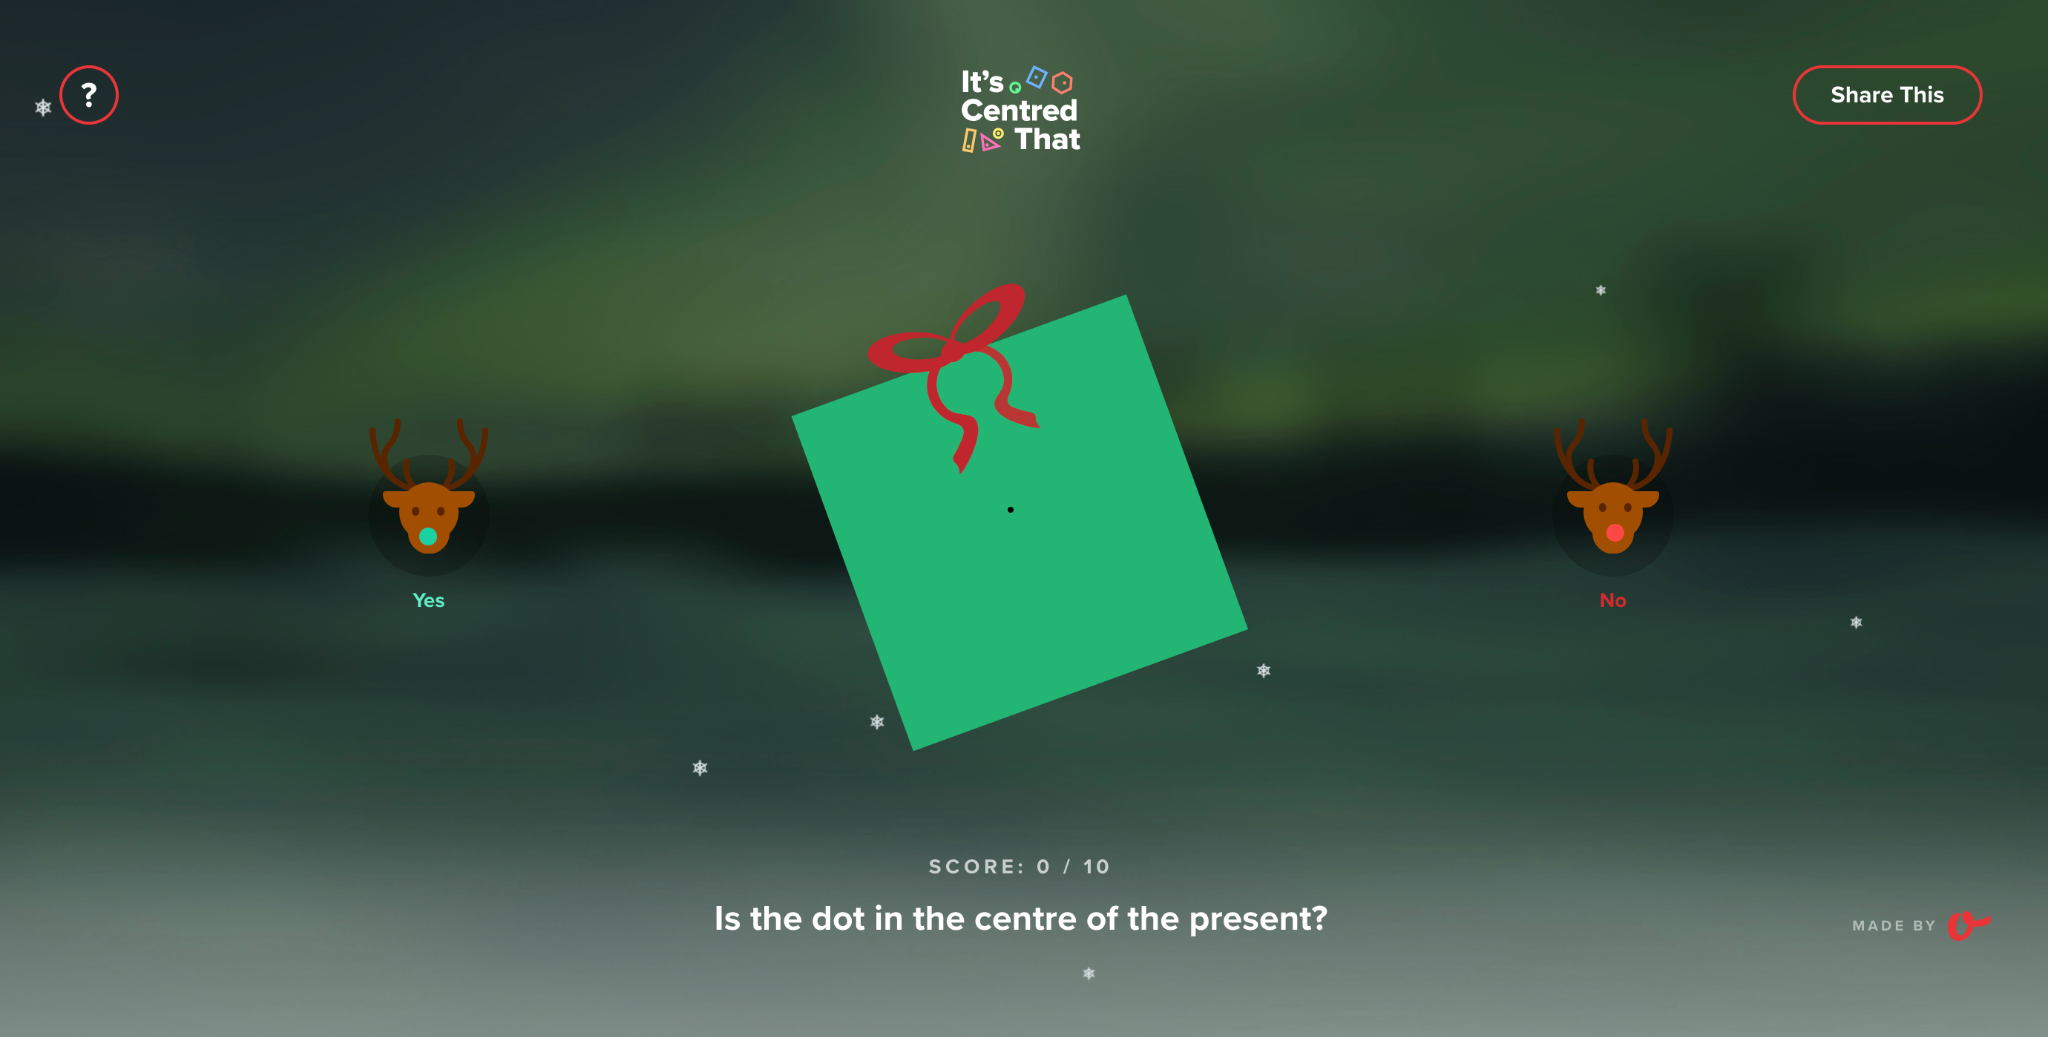 ?
It's
Centred
That
Share This
Yes
No
SCORE: 0 / 10
Is the dot in the centre of the present?
MADE BY